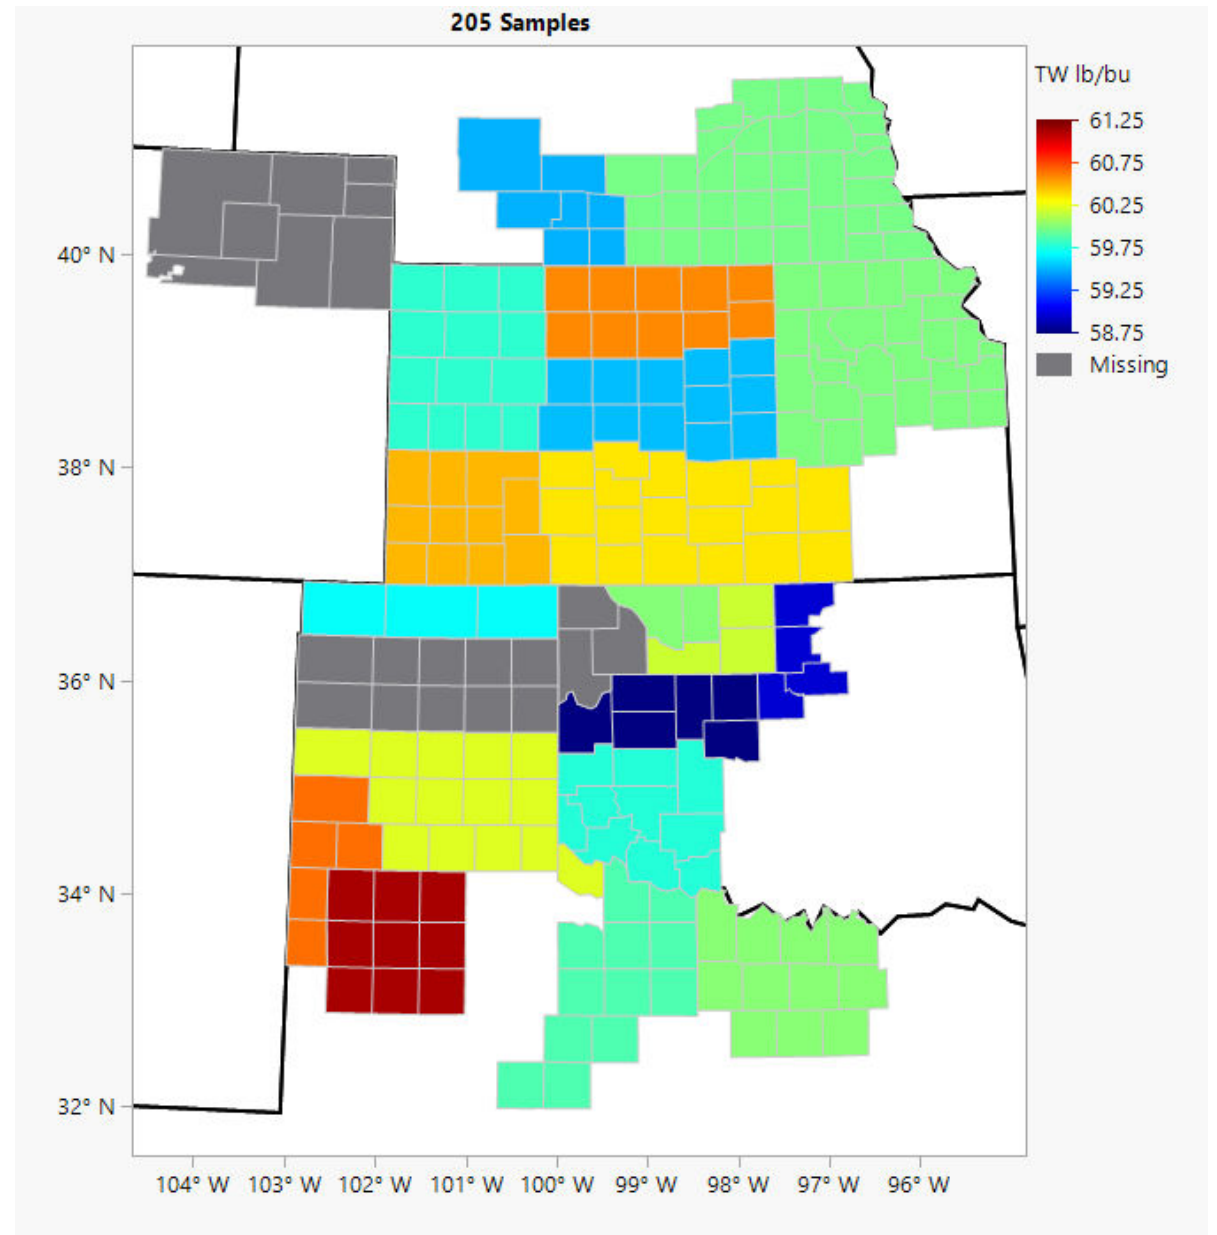 205 Samples
TW lb/bu
61.25
60.75
60.25
59.75
59.25
58.75
Missing
40° N
38° N
36° N
34° N
32° N
104° W 103° W 102° W 101° W 100° W 99° W 98° W 97° W 96° W